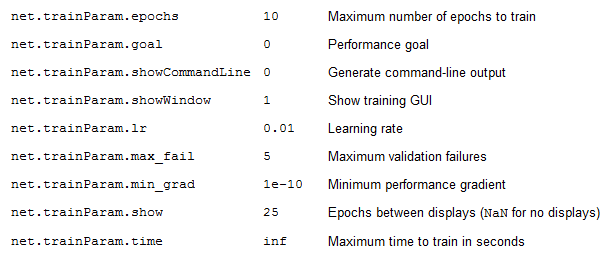 net.trainParam.epochs 10 Maximum number of epochs to train
net.trainParam.goal 0 Performance goal
net.trainParam.showCommandLine 0 Generate command-line output
net.trainParam.showWindow 1 Show training GUI
net.trainParam.lr 0.01 Learning rate
net.trainParam.max_fail 5 Maximum validation failures
net.trainParam.min_grad 1e-10 Minimum performance gradient
net.trainParam.show 25 Epochs between displays (NaN for no displays)
net.trainParam.time inf Maximum time to train in seconds